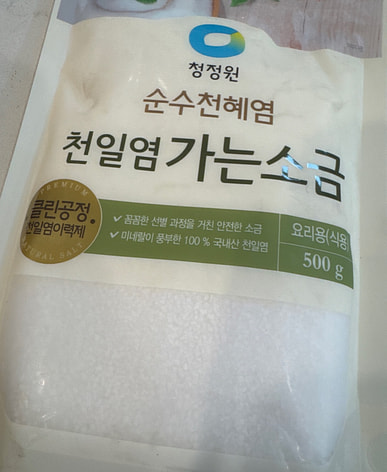 청정원
순수천혜염
천일염 가는소금
PREMIUM
클린공정.
천일염이력제
NATURAL SALT
✓ 꼼꼼한 선별 과정을 거친 안전한 소금
✓ 미네랄이 풍부한 100 % 국내산 천일염
요리용(식용)
500 g